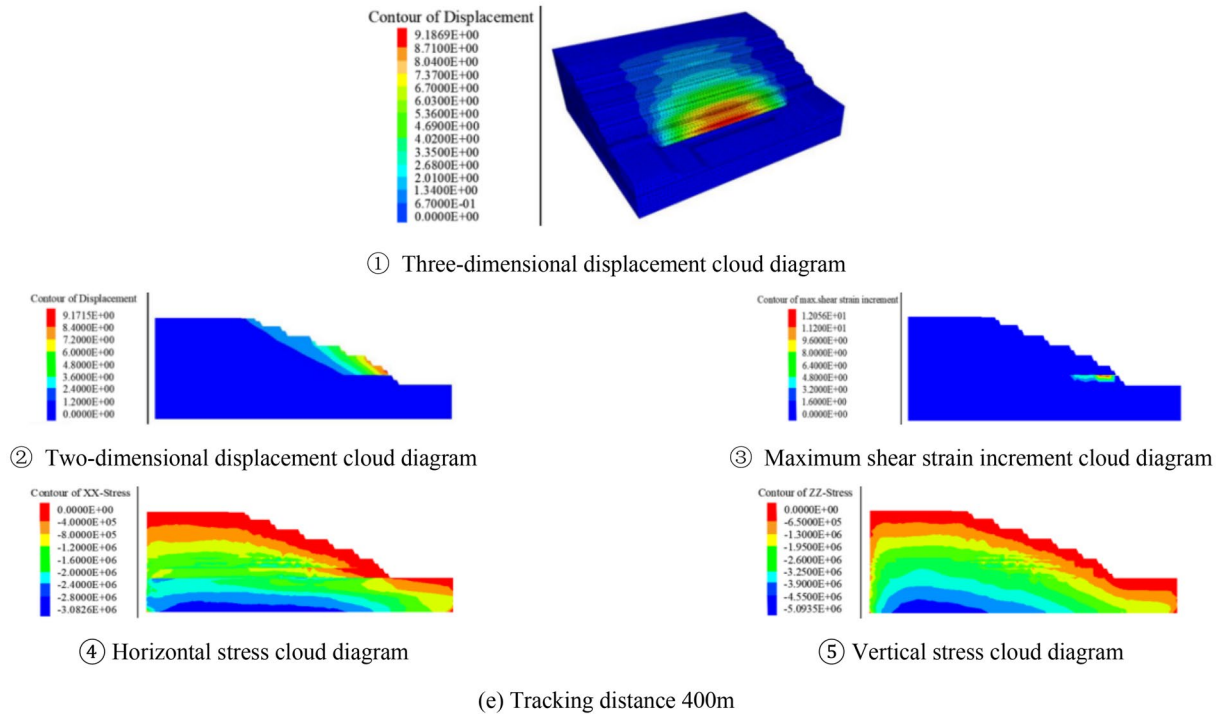 Contour of Displacement
9.1869E+00
8.7100E+00
8.0400E+00
7.3700E+00
6.7000E+00
6.0300E+00
5.3600E+00
4.6900E+00
4.0200E+00
3.3500E+00
2.6800E+00
2.0100E+00
1.3400E+00
6.7000E-01
0.0000E+00
① Three-dimensional displacement cloud diagram
Contour of Displacement
9.1715E+00
8.4000E+00
7.2000E+00
6.0000E+00
4.8000E+00
3.6000E+00
2.4000E+00
1.2000E+00
0.0000E+00
② Two-dimensional displacement cloud diagram
Contour of max.shear strain increment
1.2056E+01
1.1200E+01
9.6000E+00
8.0000E+00
6.4000E+00
4.8000E+00
3.2000E+00
1.6000E+00
0.0000E+00
③ Maximum shear strain increment cloud diagram
Contour of XX-Stress
0.0000E+00
-4.0000E+05
-8.0000E+05
-1.2000E+06
-1.6000E+06
-2.0000E+06
-2.4000E+06
-2.8000E+06
-3.0826E+06
④ Horizontal stress cloud diagram
Contour of ZZ-Stress
0.0000E+00
-6.5000E+05
-1.3000E+06
-1.9500E+06
-2.6000E+06
-3.2500E+06
-3.9000E+06
-4.5500E+06
-5.0935E+06
⑤ Vertical stress cloud diagram
(e) Tracking distance 400m